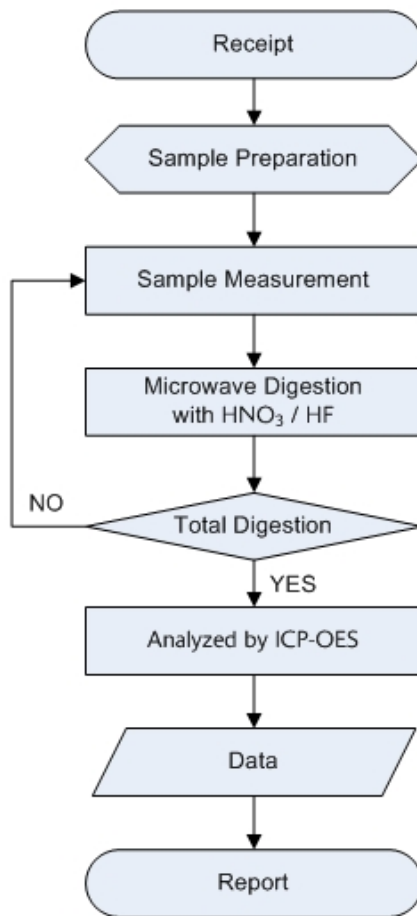 Receipt
Sample Preparation
Sample Measurement
Microwave Digestion
with HNO₃ / HF
NO
Total Digestion
YES
Analyzed by ICP-OES
Data
Report